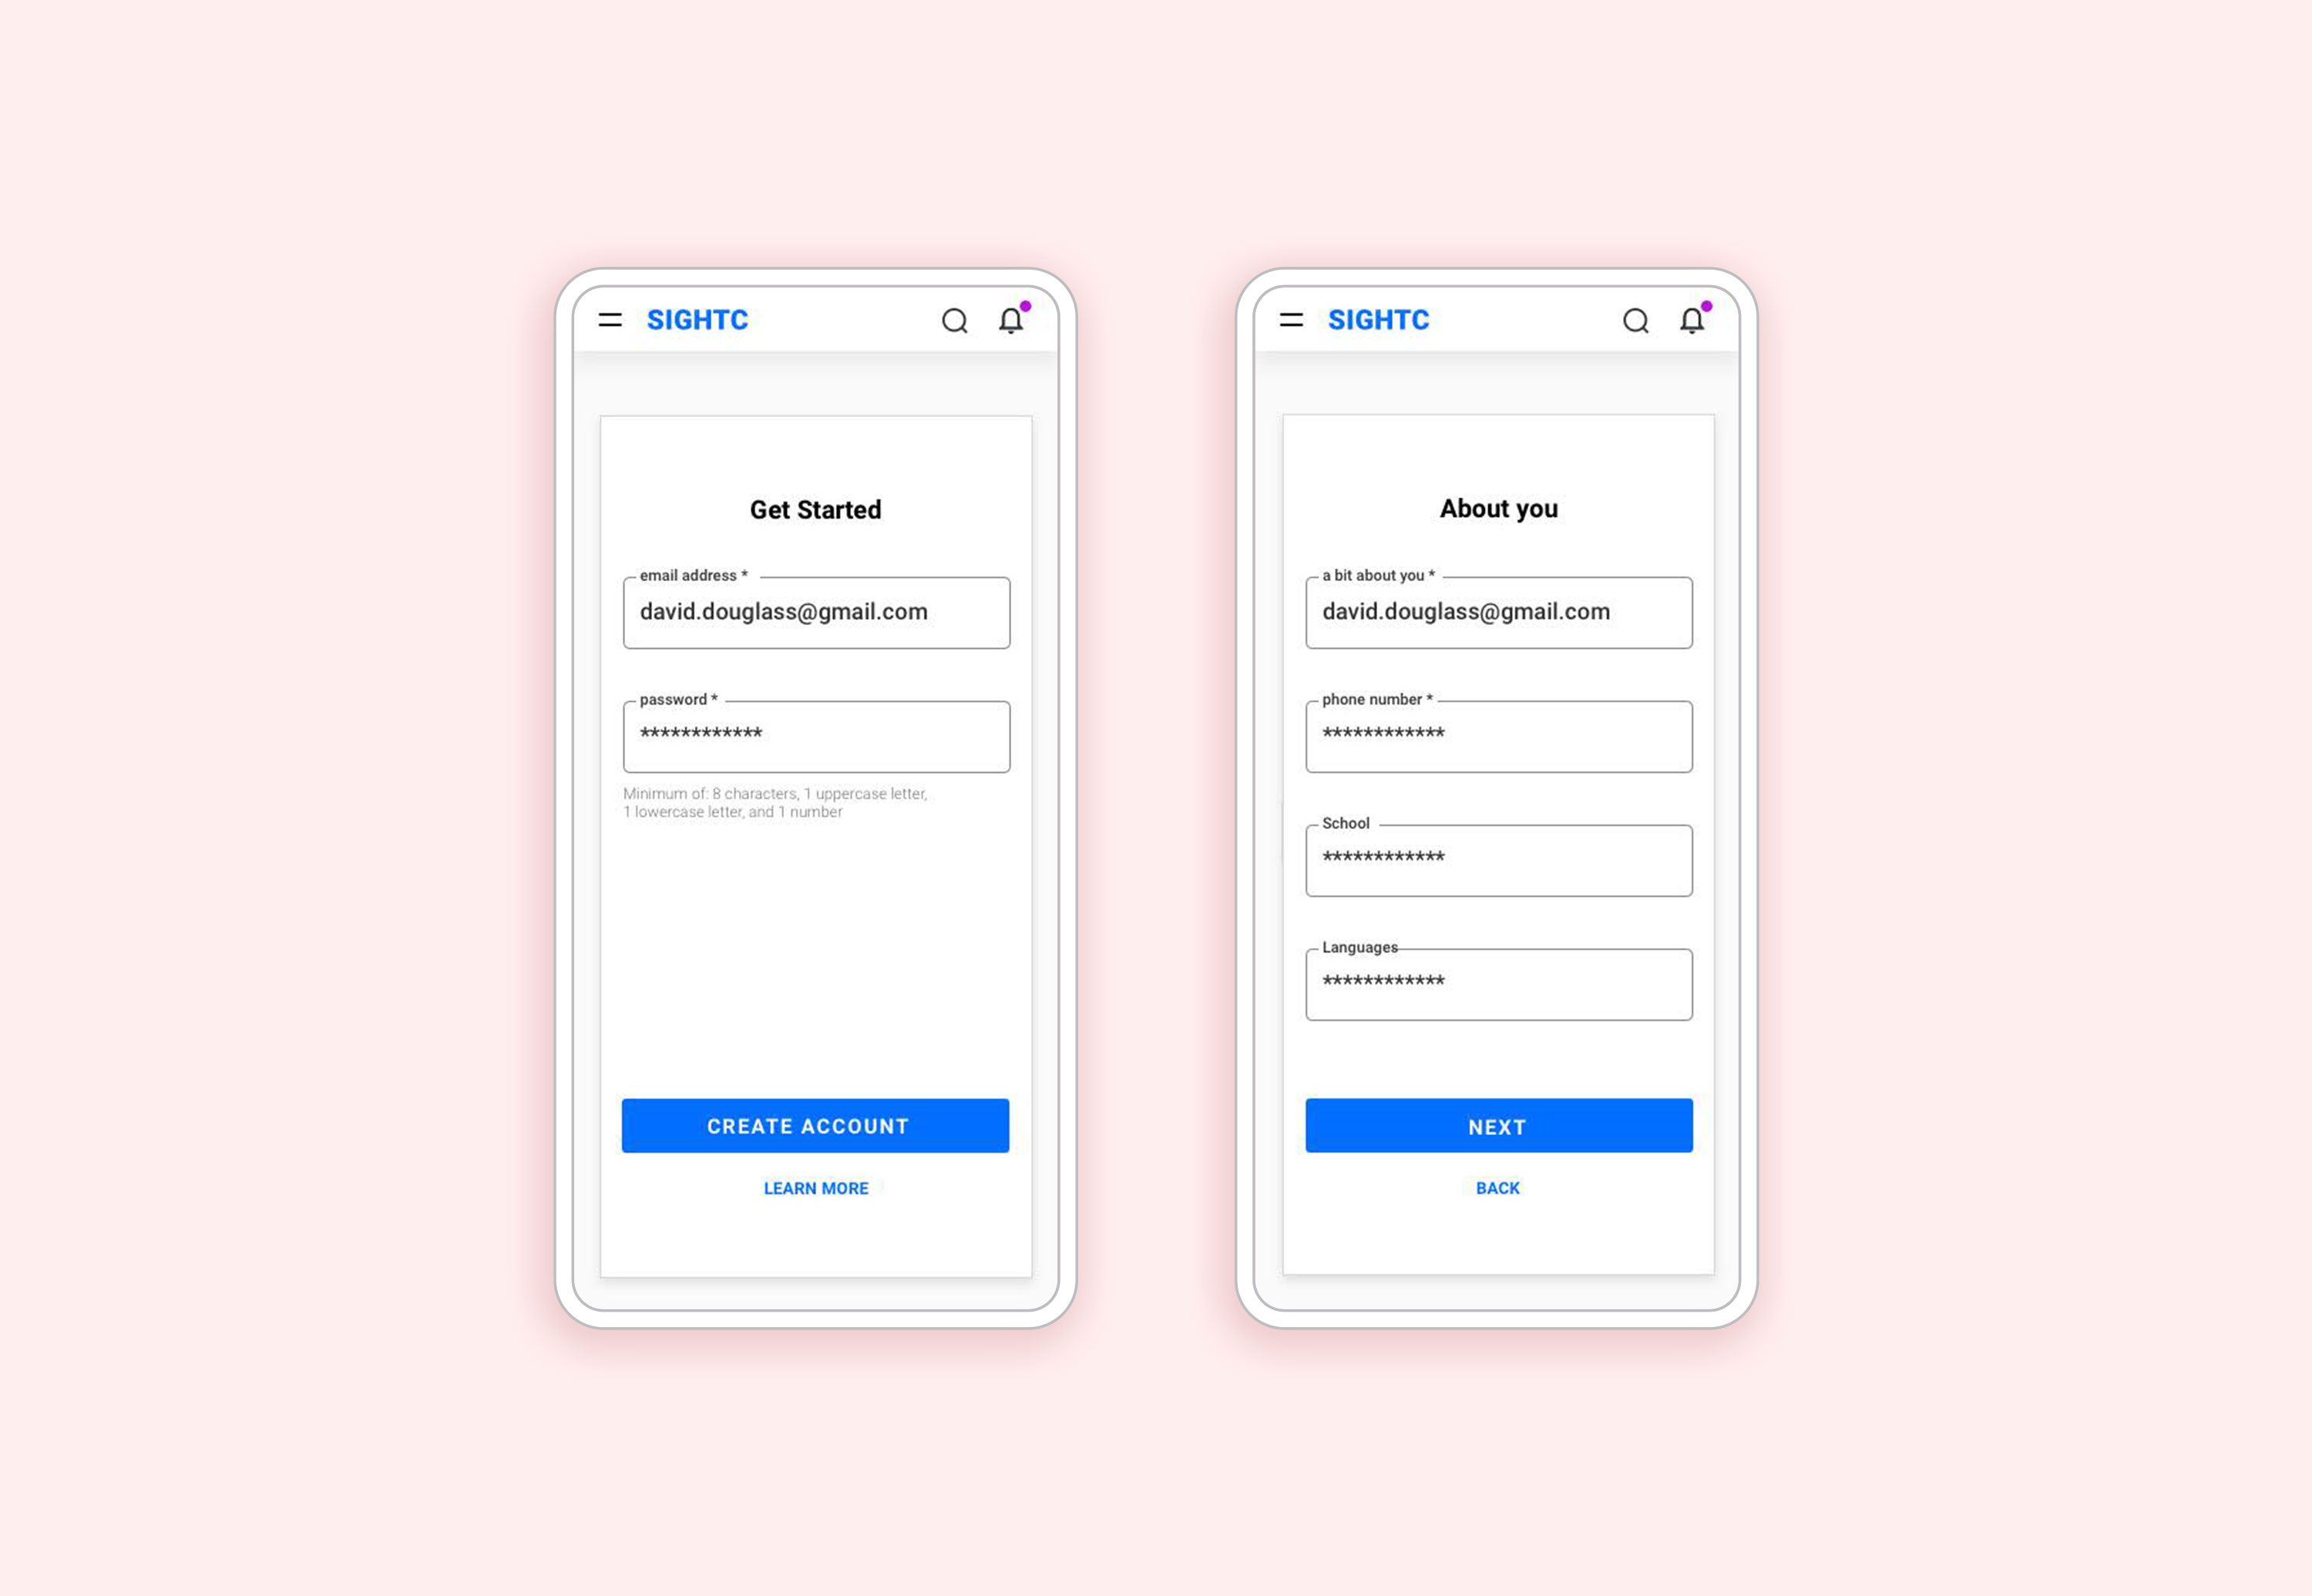 SIGHTC
Get Started
email address *
david.douglass@gmail.com
password *
************
Minimum of: 8 characters, 1 uppercase letter,
1 lowercase letter, and 1 number
CREATE ACCOUNT
LEARN MORE
SIGHTC
About you
a bit about you *
david.douglass@gmail.com
phone number *
************
School
************
Languages
************
NEXT
BACK